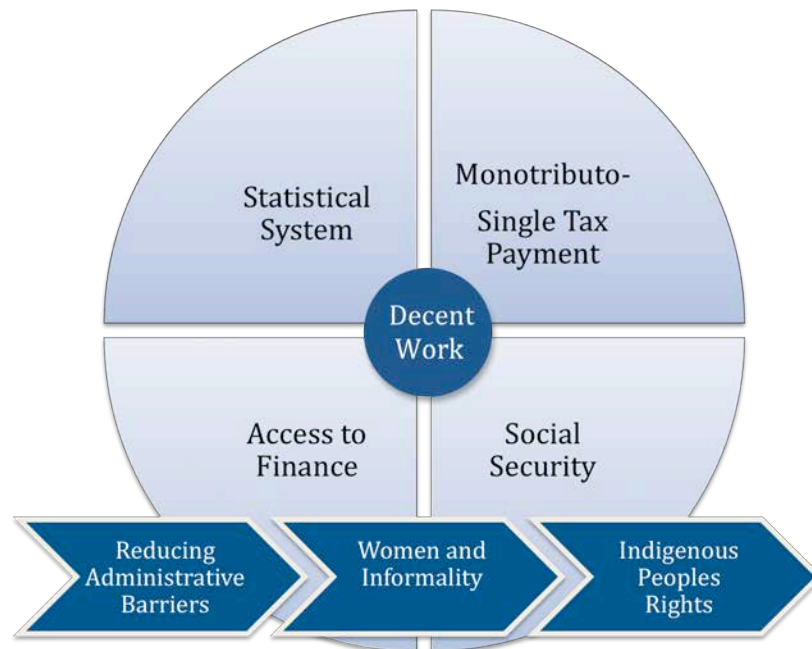 Statistical
System
Monotributo-
Single Tax
Payment
Decent
Work
Access to
Finance
Social
Security
Reducing
Administrative
Barriers
Women and
Informality
Indigenous
Peoples
Rights